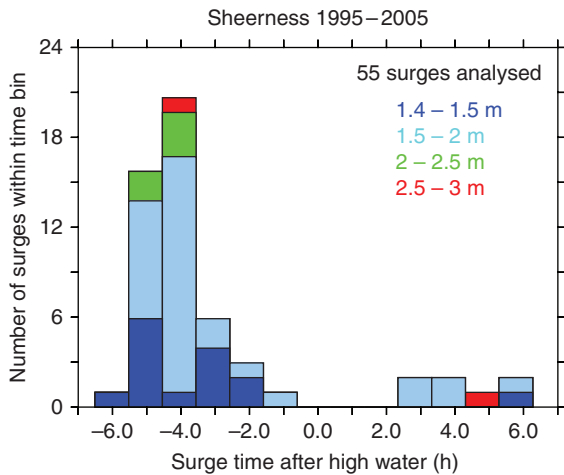 Sheerness 1995–2005
24
18
12
6
0
Number of surges within time bin
55 surges analysed
1.4 – 1.5 m
1.5 – 2 m
2 – 2.5 m
2.5 – 3 m
–6.0 –4.0 –2.0 0.0 2.0 4.0 6.0
Surge time after high water (h)